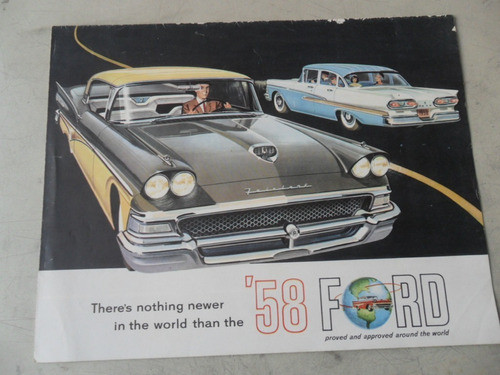 Fairlane
There's nothing newer
in the world than the '58 FORD
proved and approved around the world